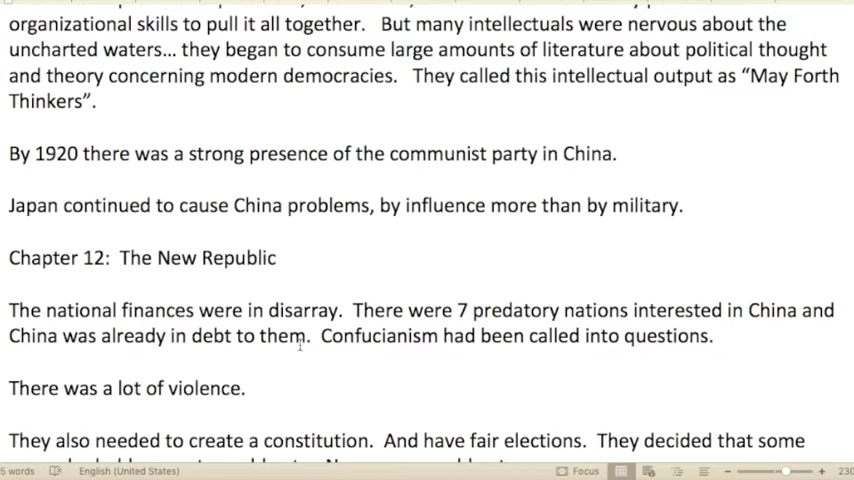 organizational skills to pull it all together. But many intellectuals were nervous about the
uncharted waters... they began to consume large amounts of literature about political thought
and theory concerning modern democracies. They called this intellectual output as “May Forth
Thinkers”.
By 1920 there was a strong presence of the communist party in China.
Japan continued to cause China problems, by influence more than by military.
Chapter 12: The New Republic
The national finances were in disarray. There were 7 predatory nations interested in China and
China was already in debt to them. Confucianism had been called into questions.
There was a lot of violence.
They also needed to create a constitution. And have fair elections. They decided that some
5 words English (United States) Focus 230